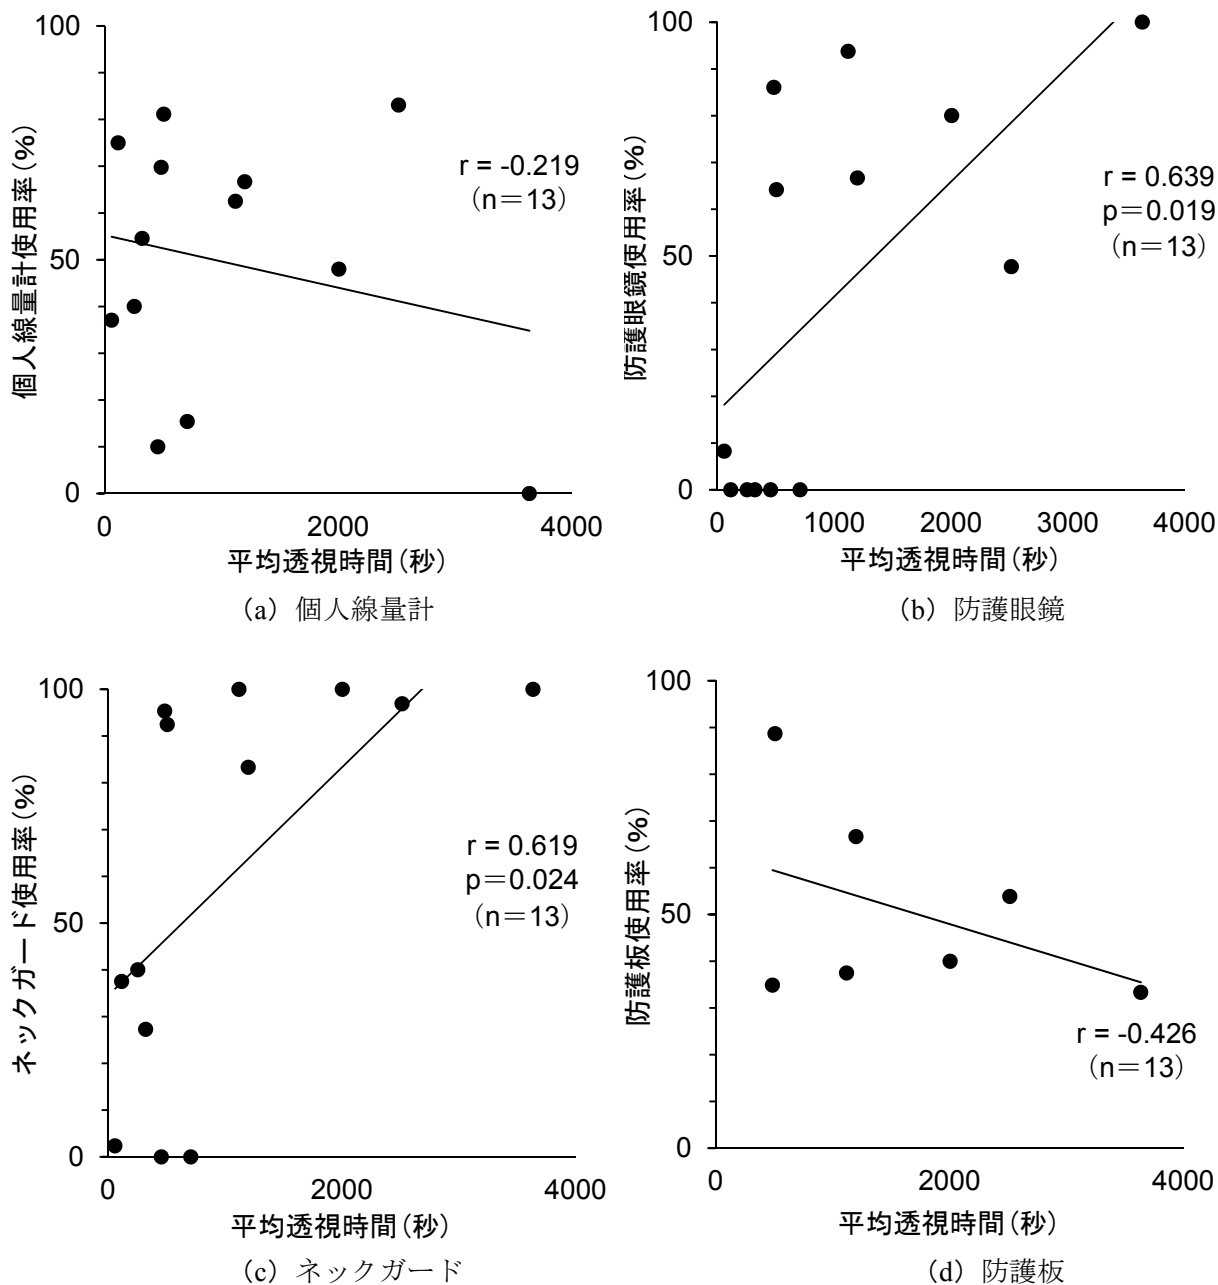 100
50
0
個人線量計使用率(%)
r = -0.219
(n=13)
0 2000 4000
平均透視時間(秒)
(a) 個人線量計
100
50
0
防護眼鏡使用率(%)
r = 0.639
p=0.019
(n=13)
0 1000 2000 3000 4000
平均透視時間(秒)
(b) 防護眼鏡
100
50
0
ネックガード使用率(%)
r = 0.619
p=0.024
(n=13)
0 2000 4000
平均透視時間(秒)
(c) ネックガード
100
50
0
防護板使用率(%)
r = -0.426
(n=13)
0 2000 4000
平均透視時間(秒)
(d) 防護板